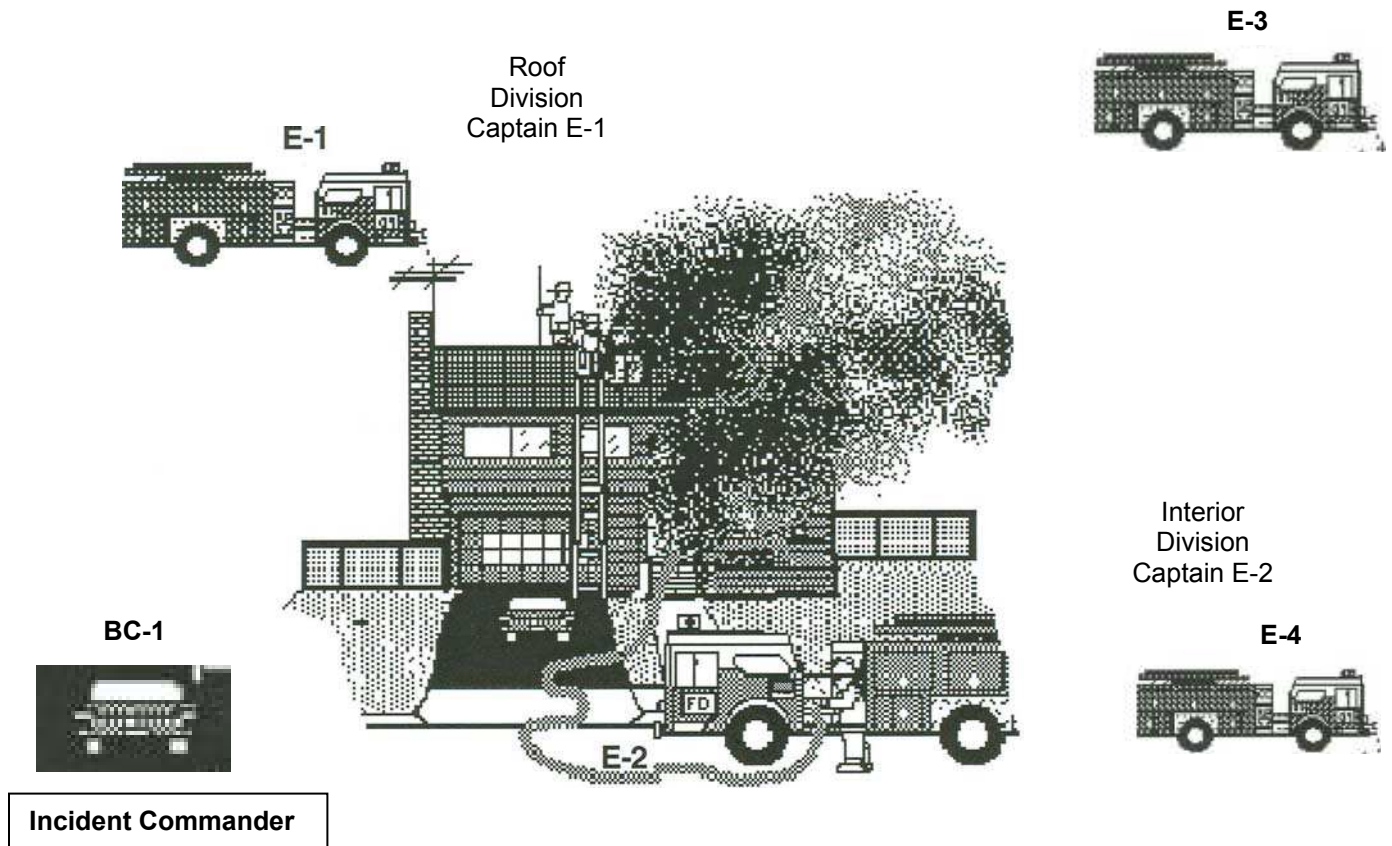 E-3
Roof
Division
Captain E-1
E-1
Interior
Division
Captain E-2
BC-1
E-4
FD
E-2
Incident Commander